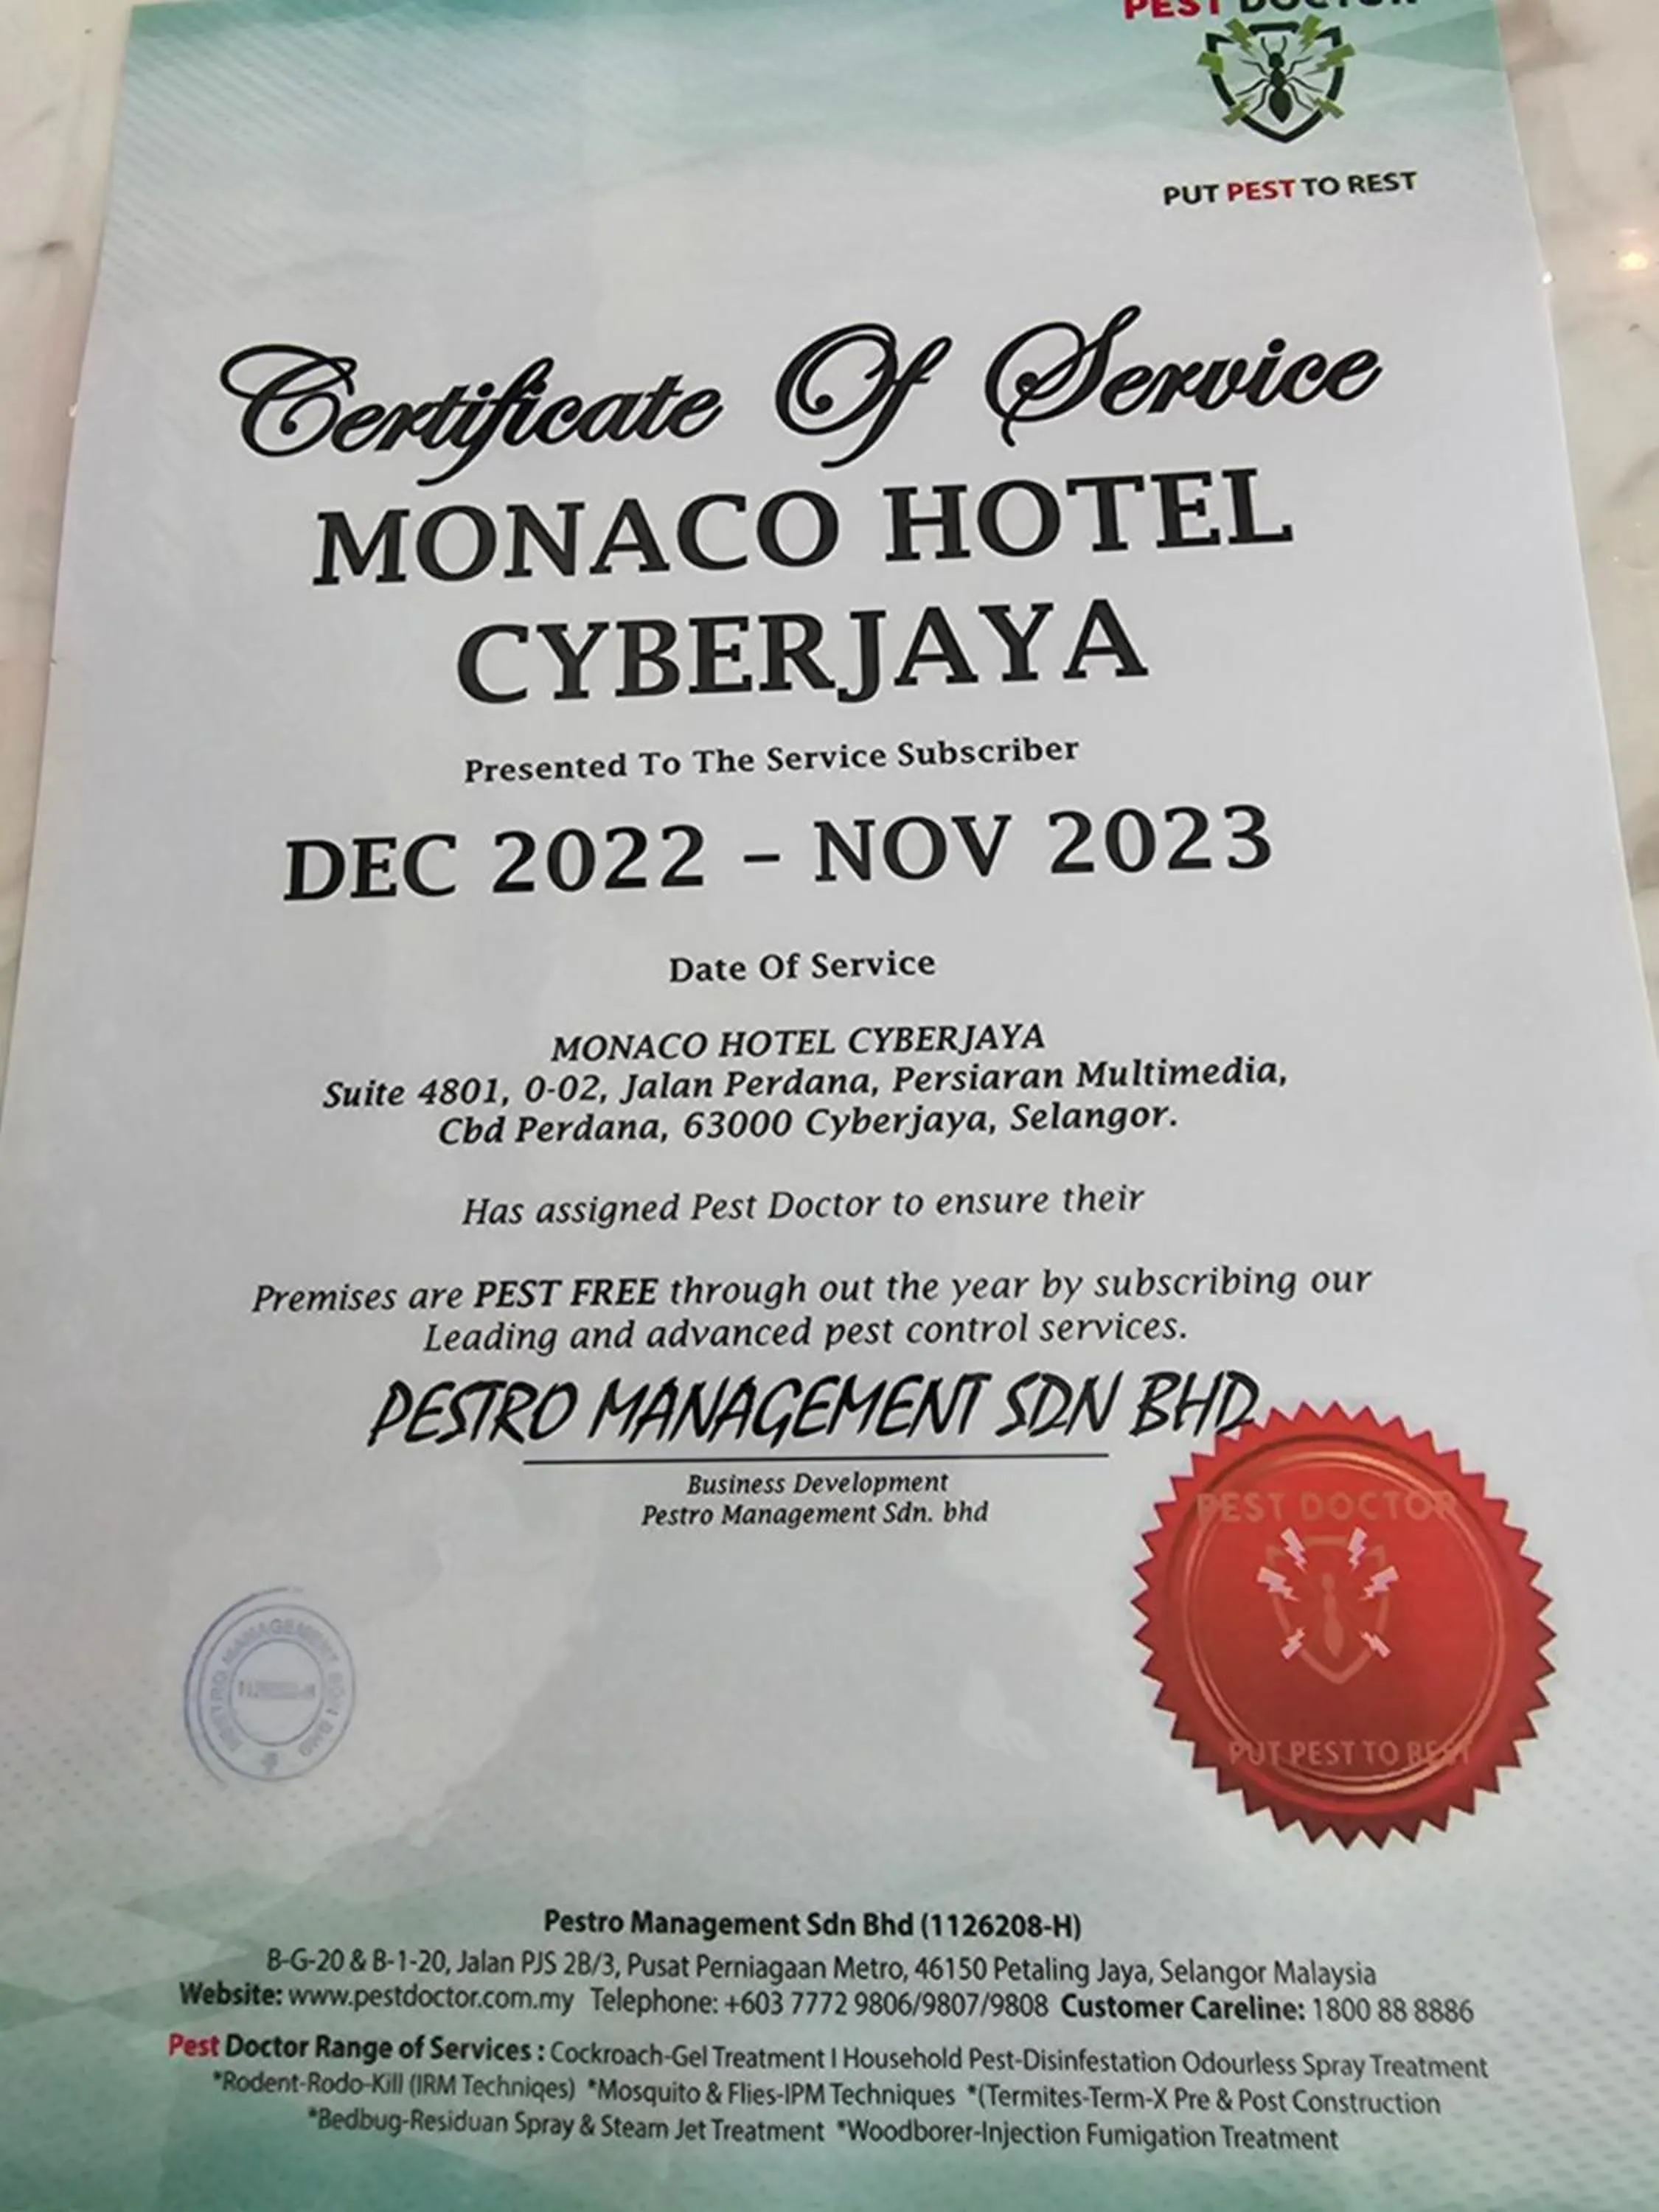 PEST DOCTOR
PUT PEST TO REST
Certificate Of Service
MONACO HOTEL
CYBERJAYA
Presented To The Service Subscriber
DEC 2022 – NOV 2023
Date Of Service
MONACO HOTEL CYBERJAYA
Suite 4801, 0-02, Jalan Perdana, Persiaran Multimedia,
Cbd Perdana, 63000 Cyberjaya, Selangor.
Has assigned Pest Doctor to ensure their
Premises are PEST FREE through out the year by subscribing our
Leading and advanced pest control services.
PESTRO MANAGEMENT SDN BHD
Business Development
Pestro Management Sdn. bhd
PEST DOCTOR
PUT PEST TO REST
PESTRO MANAGEMENT SDN BHD
Pestro Management Sdn Bhd (1126208-H)
B-G-20 & B-1-20, Jalan PJS 2B/3, Pusat Perniagaan Metro, 46150 Petaling Jaya, Selangor Malaysia
Website: www.pestdoctor.com.my Telephone: +603 7772 9806/9807/9808 Customer Careline: 1800 88 8886
Pest Doctor Range of Services : Cockroach-Gel Treatment I Household Pest-Disinfestation Odourless Spray Treatment
*Rodent-Rodo-Kill (IRM Techniqes) *Mosquito & Flies-IPM Techniques *(Termites-Term-X Pre & Post Construction
*Bedbug-Residuan Spray & Steam Jet Treatment *Woodborer-Injection Fumigation Treatment